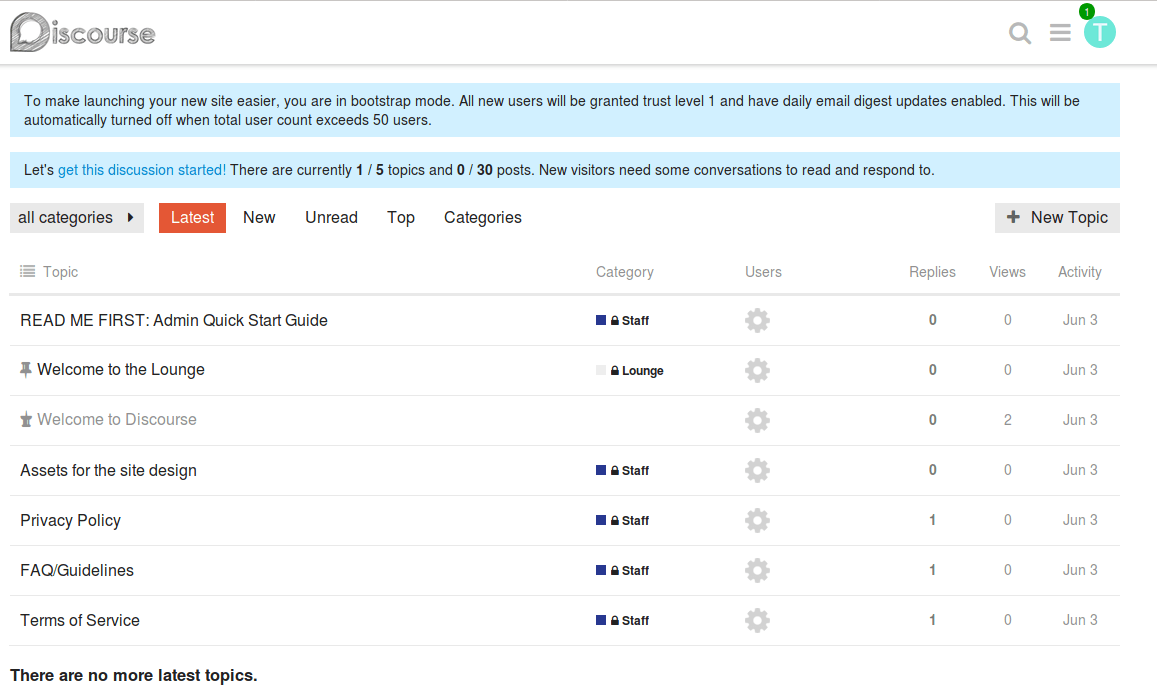 Discourse
1
T
To make launching your new site easier, you are in bootstrap mode. All new users will be granted trust level 1 and have daily email digest updates enabled. This will be
automatically turned off when total user count exceeds 50 users.
Let's get this discussion started! There are currently 1 / 5 topics and 0 / 30 posts. New visitors need some conversations to read and respond to.
all categories Latest New Unread Top Categories New Topic
Topic Category Users Replies Views Activity
READ ME FIRST: Admin Quick Start Guide Staff 0 0 Jun 3
Welcome to the Lounge Lounge 0 0 Jun 3
Welcome to Discourse 0 2 Jun 3
Assets for the site design Staff 0 0 Jun 3
Privacy Policy Staff 1 0 Jun 3
FAQ/Guidelines Staff 1 0 Jun 3
Terms of Service Staff 1 0 Jun 3
There are no more latest topics.